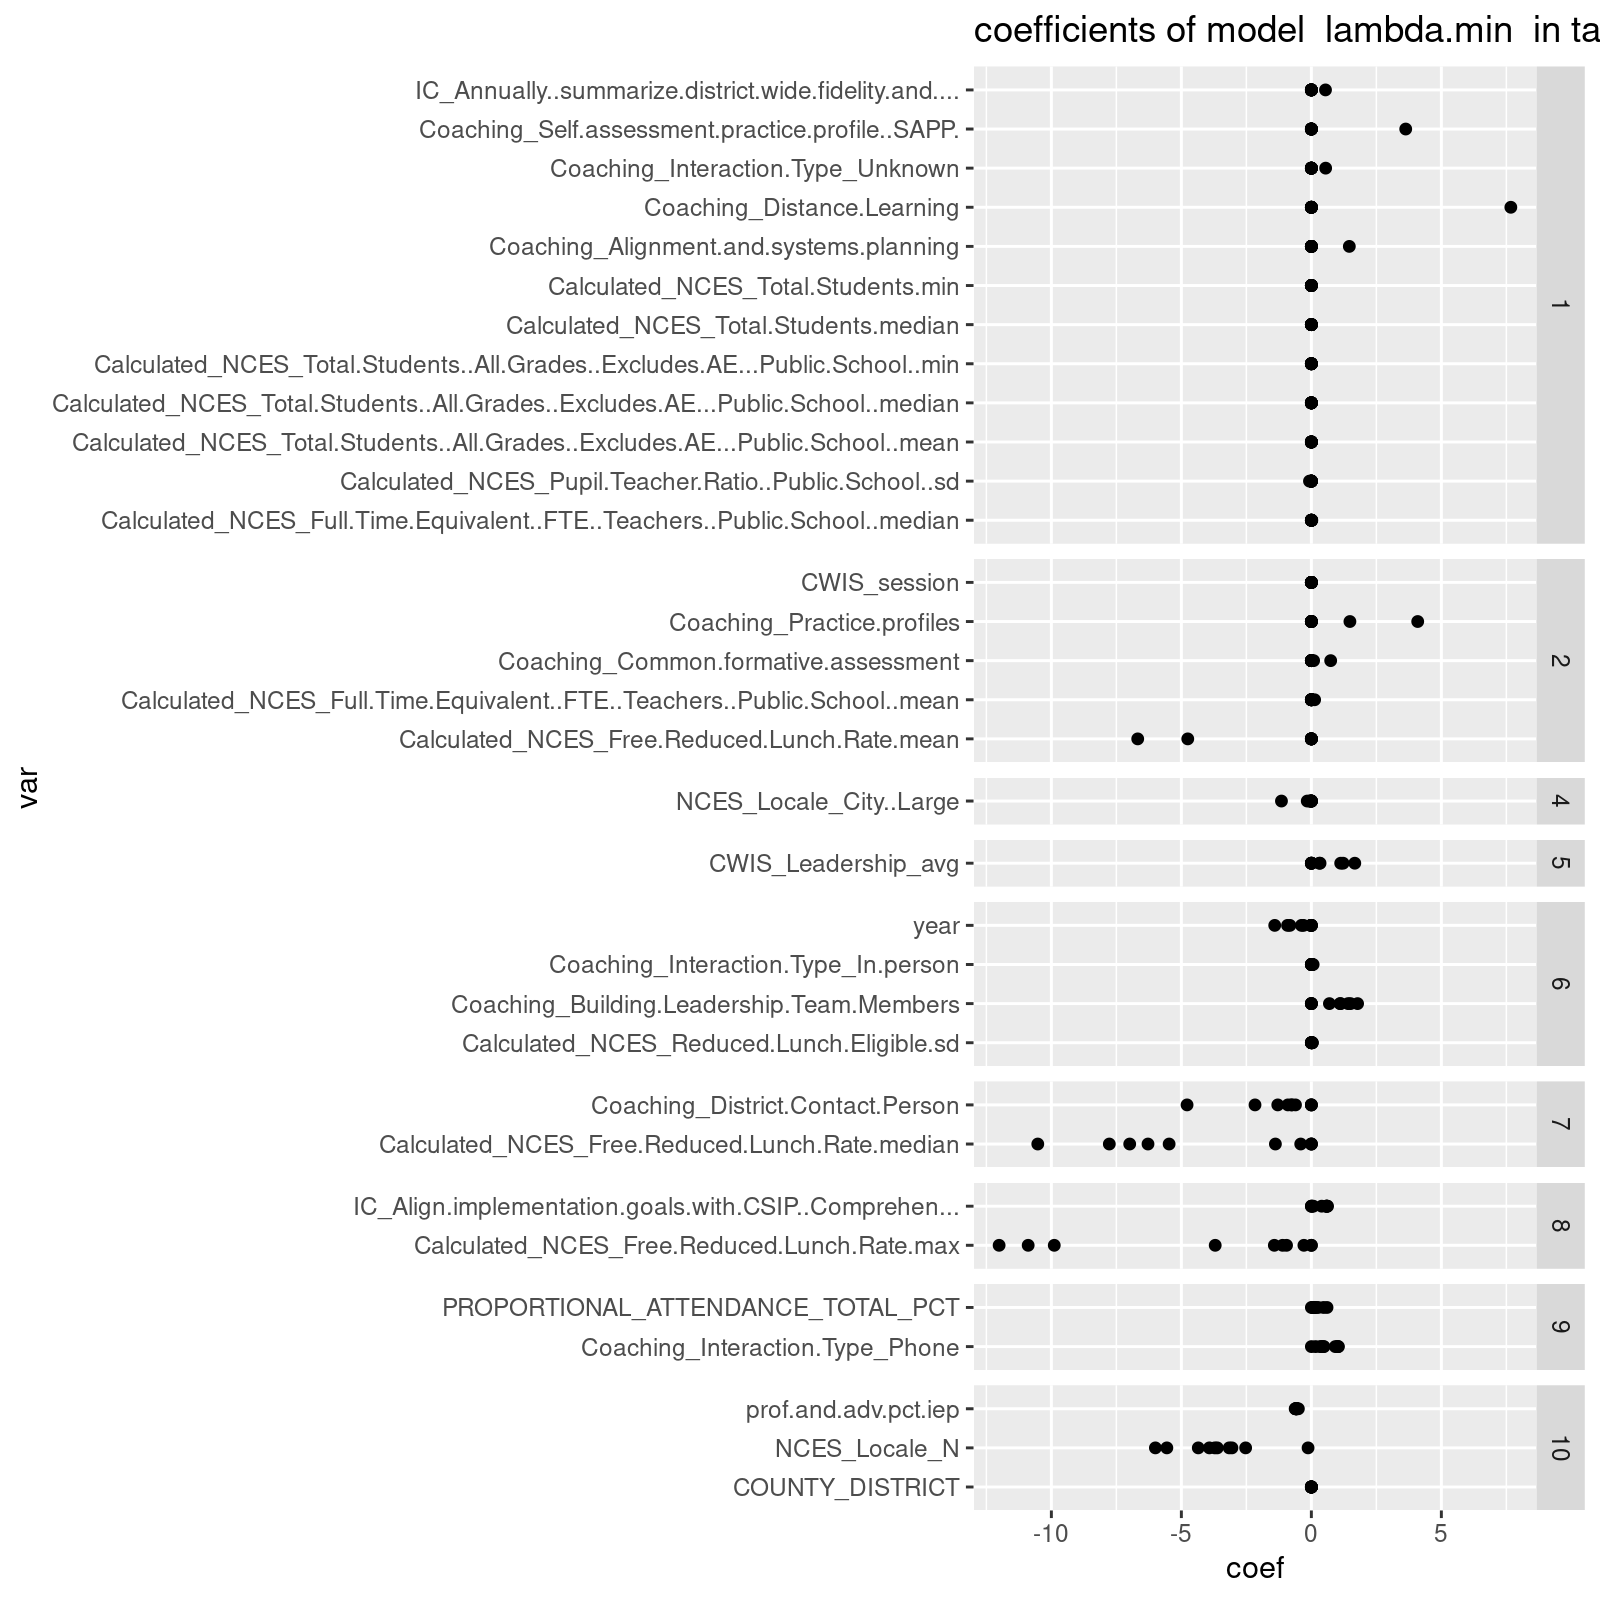 coefficients of model  lambda.min  in ta
IC_Annually..summarize.district.wide.fidelity.and....
Coaching_Self.assessment.practice.profile..SAPP.
Coaching_Interaction.Type_Unknown
Coaching_Distance.Learning
Coaching_Alignment.and.systems.planning
Calculated_NCES_Total.Students.min
Calculated_NCES_Total.Students.median
Calculated_NCES_Total.Students..All.Grades..Excludes.AE...Public.School..min
Calculated_NCES_Total.Students..All.Grades..Excludes.AE...Public.School..median
Calculated_NCES_Total.Students..All.Grades..Excludes.AE...Public.School..mean
Calculated_NCES_Pupil.Teacher.Ratio..Public.School..sd
Calculated_NCES_Full.Time.Equivalent..FTE..Teachers..Public.School..median
1
CWIS_session
Coaching_Practice.profiles
Coaching_Common.formative.assessment
Calculated_NCES_Full.Time.Equivalent..FTE..Teachers..Public.School..mean
Calculated_NCES_Free.Reduced.Lunch.Rate.mean
2
NCES_Locale_City..Large
4
CWIS_Leadership_avg
5
year
Coaching_Interaction.Type_In.person
Coaching_Building.Leadership.Team.Members
Calculated_NCES_Reduced.Lunch.Eligible.sd
6
Coaching_District.Contact.Person
Calculated_NCES_Free.Reduced.Lunch.Rate.median
7
IC_Align.implementation.goals.with.CSIP..Comprehen...
Calculated_NCES_Free.Reduced.Lunch.Rate.max
8
PROPORTIONAL_ATTENDANCE_TOTAL_PCT
Coaching_Interaction.Type_Phone
9
prof.and.adv.pct.iep
NCES_Locale_N
COUNTY_DISTRICT
10
var
-10 -5 0 5
coef